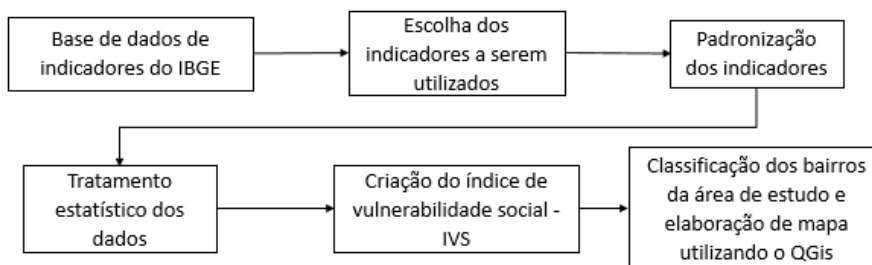 Base de dados de
indicadores do IBGE
Escolha dos
indicadores a serem
utilizados
Padronização
dos indicadores
Tratamento
estatístico dos
dados
Criação do índice de
vulnerabilidade social -
IVS
Classificação dos bairros
da área de estudo e
elaboração de mapa
utilizando o QGis